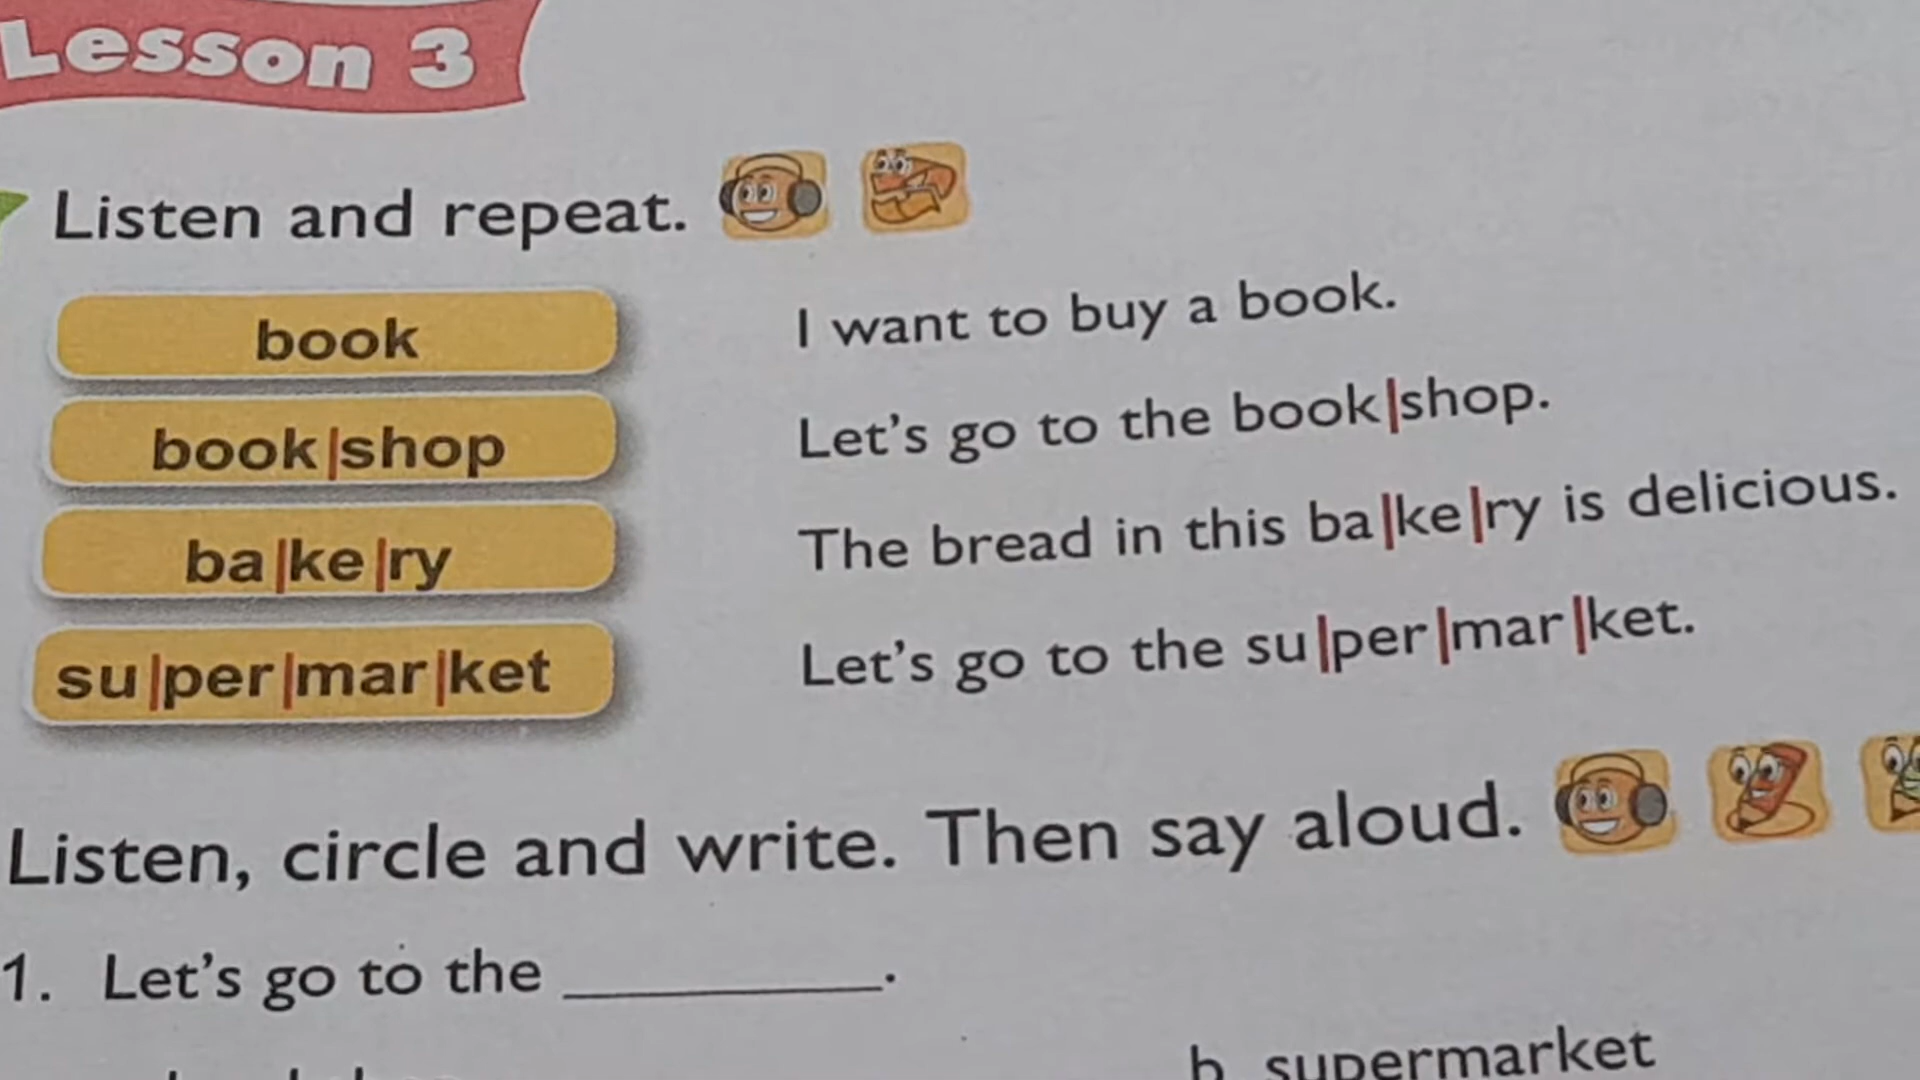 Lesson 3
Listen and repeat.
book I want to buy a book.
book|shop Let's go to the book|shop.
ba|ke|ry The bread in this ba|ke|ry is delicious.
su|per|mar|ket Let's go to the su|per|mar|ket.
Listen, circle and write. Then say aloud.
1. Let's go to the __________.
b. supermarket